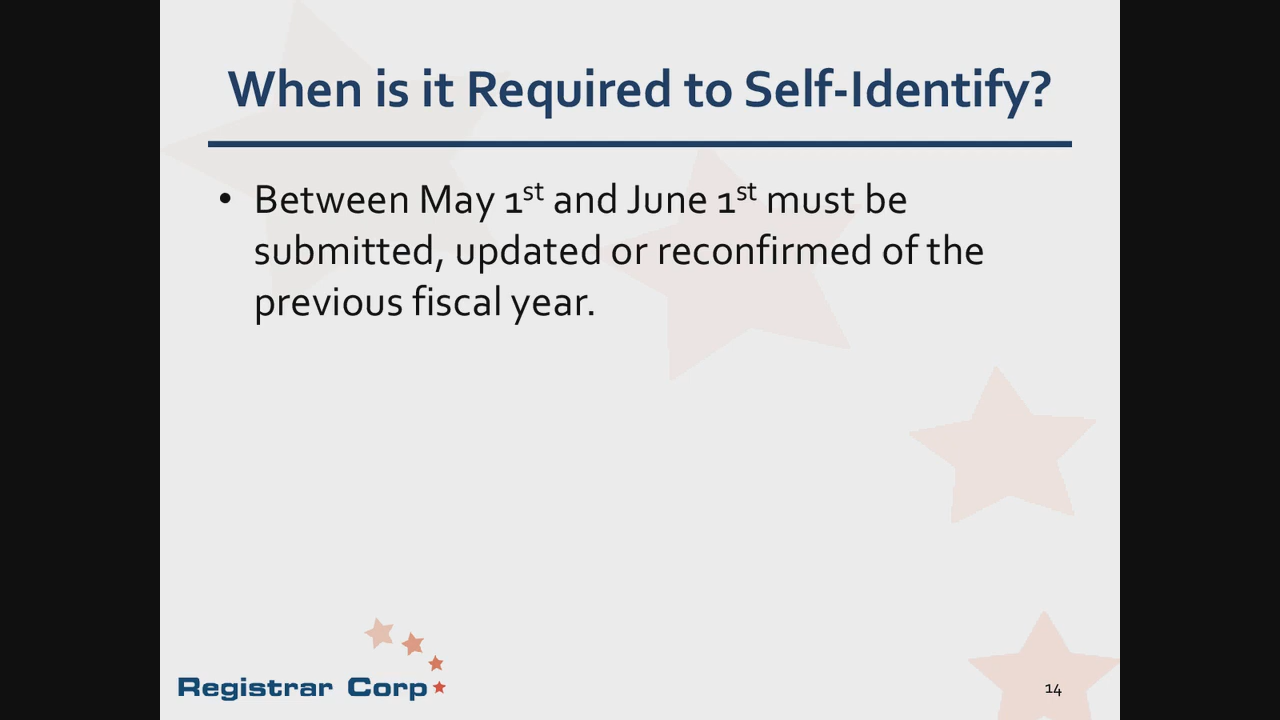 When is it Required to Self-Identify?
• Between May 1st and June 1st must be
submitted, updated or reconfirmed of the
previous fiscal year.
Registrar Corp
14